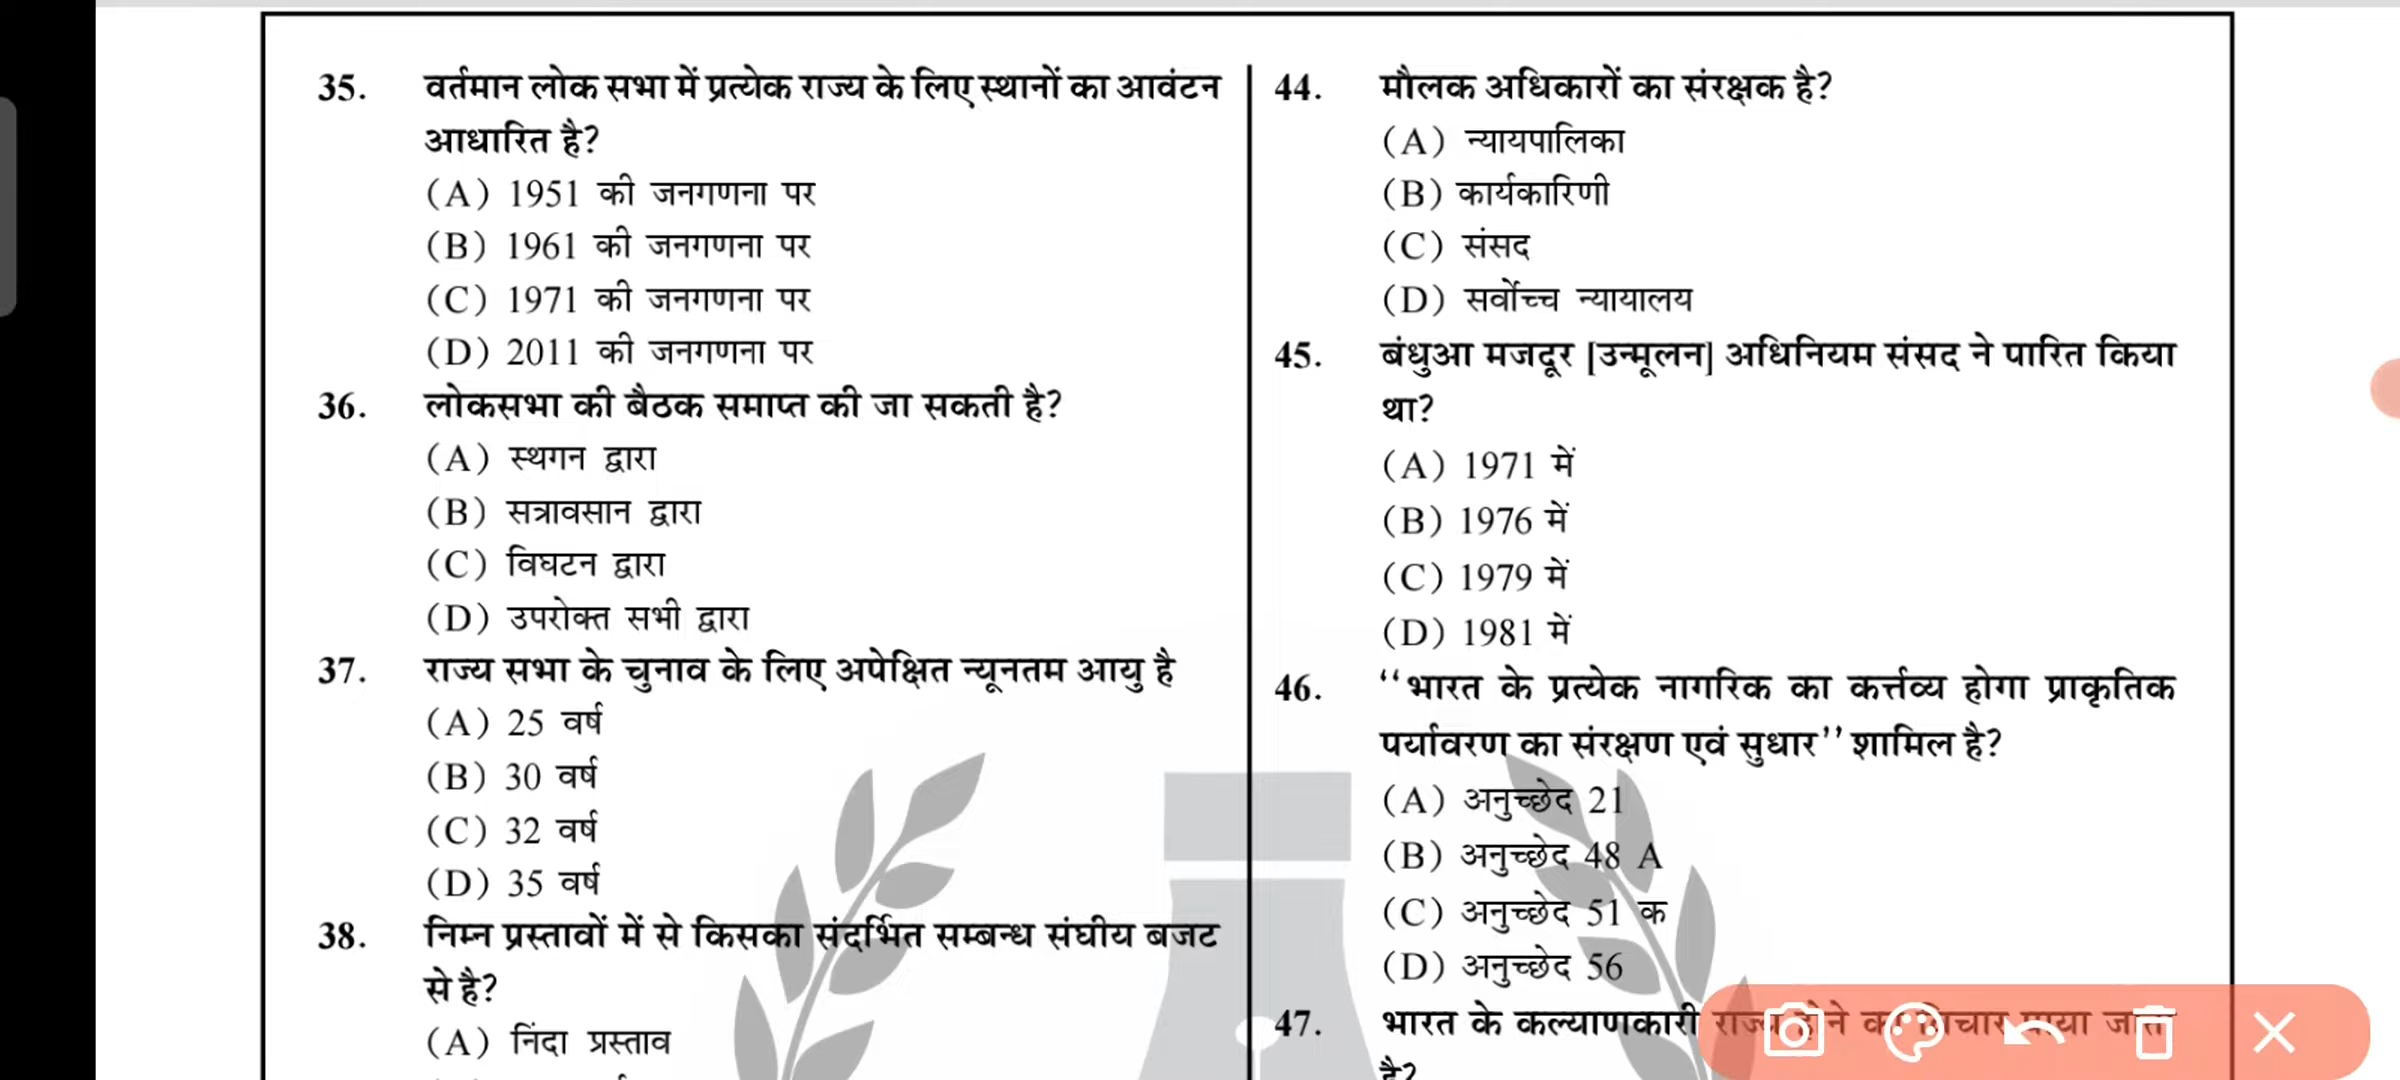 35. वर्तमान लोक सभा में प्रत्येक राज्य के लिए स्थानों का आवंटन
आधारित है?
(A) 1951 की जनगणना पर
(B) 1961 की जनगणना पर
(C) 1971 की जनगणना पर
(D) 2011 की जनगणना पर
36. लोकसभा की बैठक समाप्त की जा सकती है?
(A) स्थगन द्वारा
(B) सत्रावसान द्वारा
(C) विघटन द्वारा
(D) उपरोक्त सभी द्वारा
37. राज्य सभा के चुनाव के लिए अपेक्षित न्यूनतम आयु है
(A) 25 वर्ष
(B) 30 वर्ष
(C) 32 वर्ष
(D) 35 वर्ष
38. निम्न प्रस्तावों में से किसका संदर्भित सम्बन्ध संघीय बजट
से है?
(A) निंदा प्रस्ताव
44. मौलक अधिकारों का संरक्षक है?
(A) न्यायपालिका
(B) कार्यकारिणी
(C) संसद
(D) सर्वोच्च न्यायालय
45. बंधुआ मजदूर [उन्मूलन] अधिनियम संसद ने पारित किया
था?
(A) 1971 में
(B) 1976 में
(C) 1979 में
(D) 1981 में
46. ‘‘भारत के प्रत्येक नागरिक का कर्त्तव्य होगा प्राकृतिक
पर्यावरण का संरक्षण एवं सुधार’’ शामिल है?
(A) अनुच्छेद 21
(B) अनुच्छेद 48 A
(C) अनुच्छेद 51 क
(D) अनुच्छेद 56
47. भारत के कल्याणकारी राज्य होने का विचार पाया जाता
है?